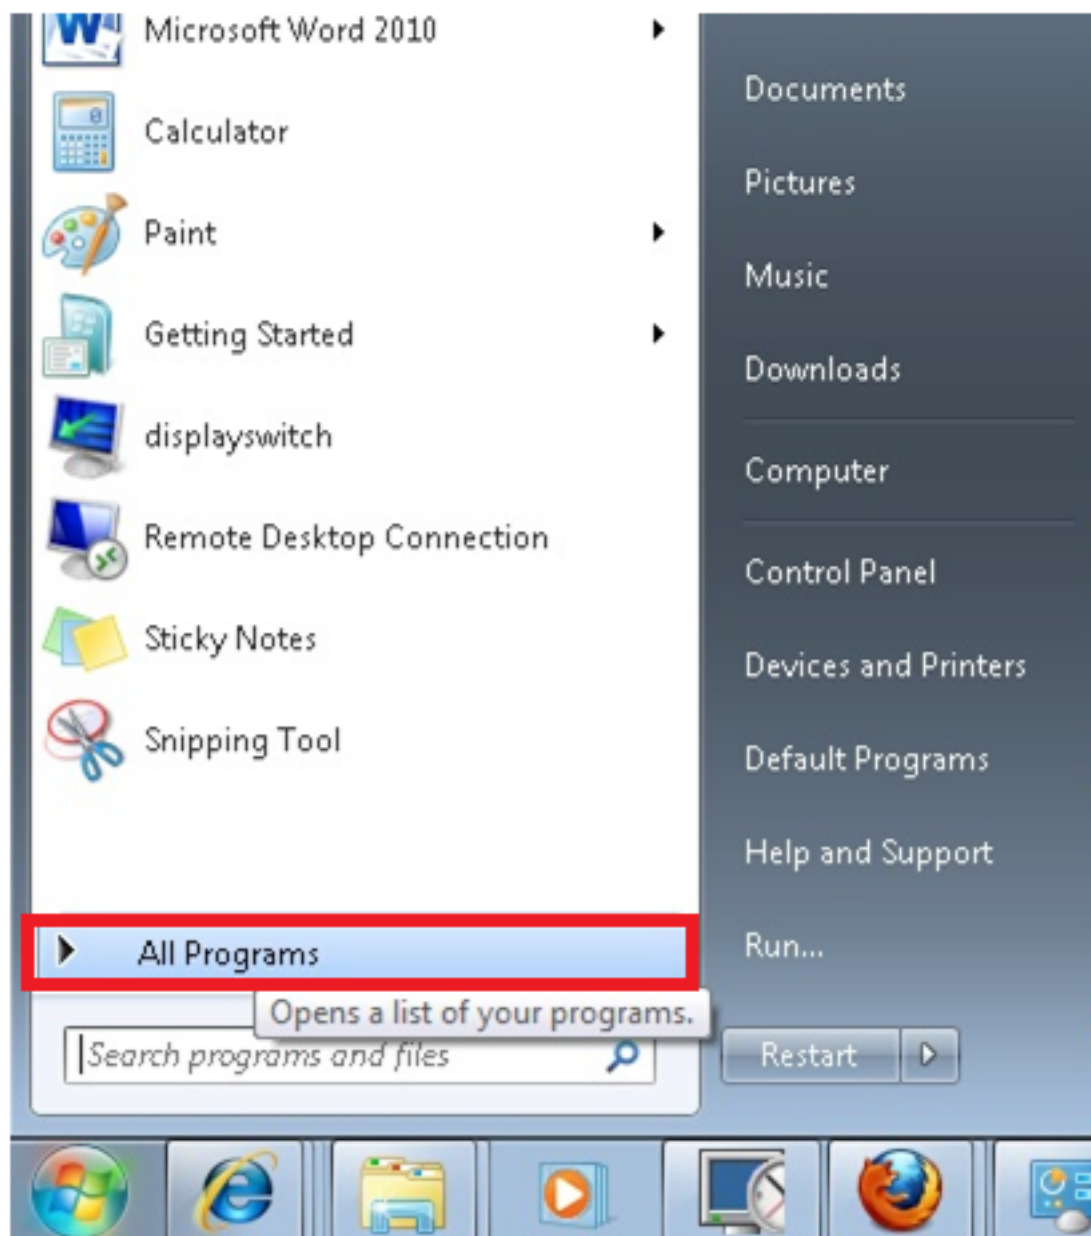 Microsoft Word 2010
Calculator
Paint
Getting Started
displayswitch
Remote Desktop Connection
Sticky Notes
Snipping Tool
All Programs
Opens a list of your programs.
Search programs and files
Documents
Pictures
Music
Downloads
Computer
Control Panel
Devices and Printers
Default Programs
Help and Support
Run...
Restart